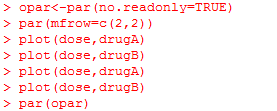 > opar<-par(no.readonly=TRUE)
> par(mfrow=c(2,2))
> plot(dose,drugA)
> plot(dose,drugB)
> plot(dose,drugA)
> plot(dose,drugB)
> par(opar)